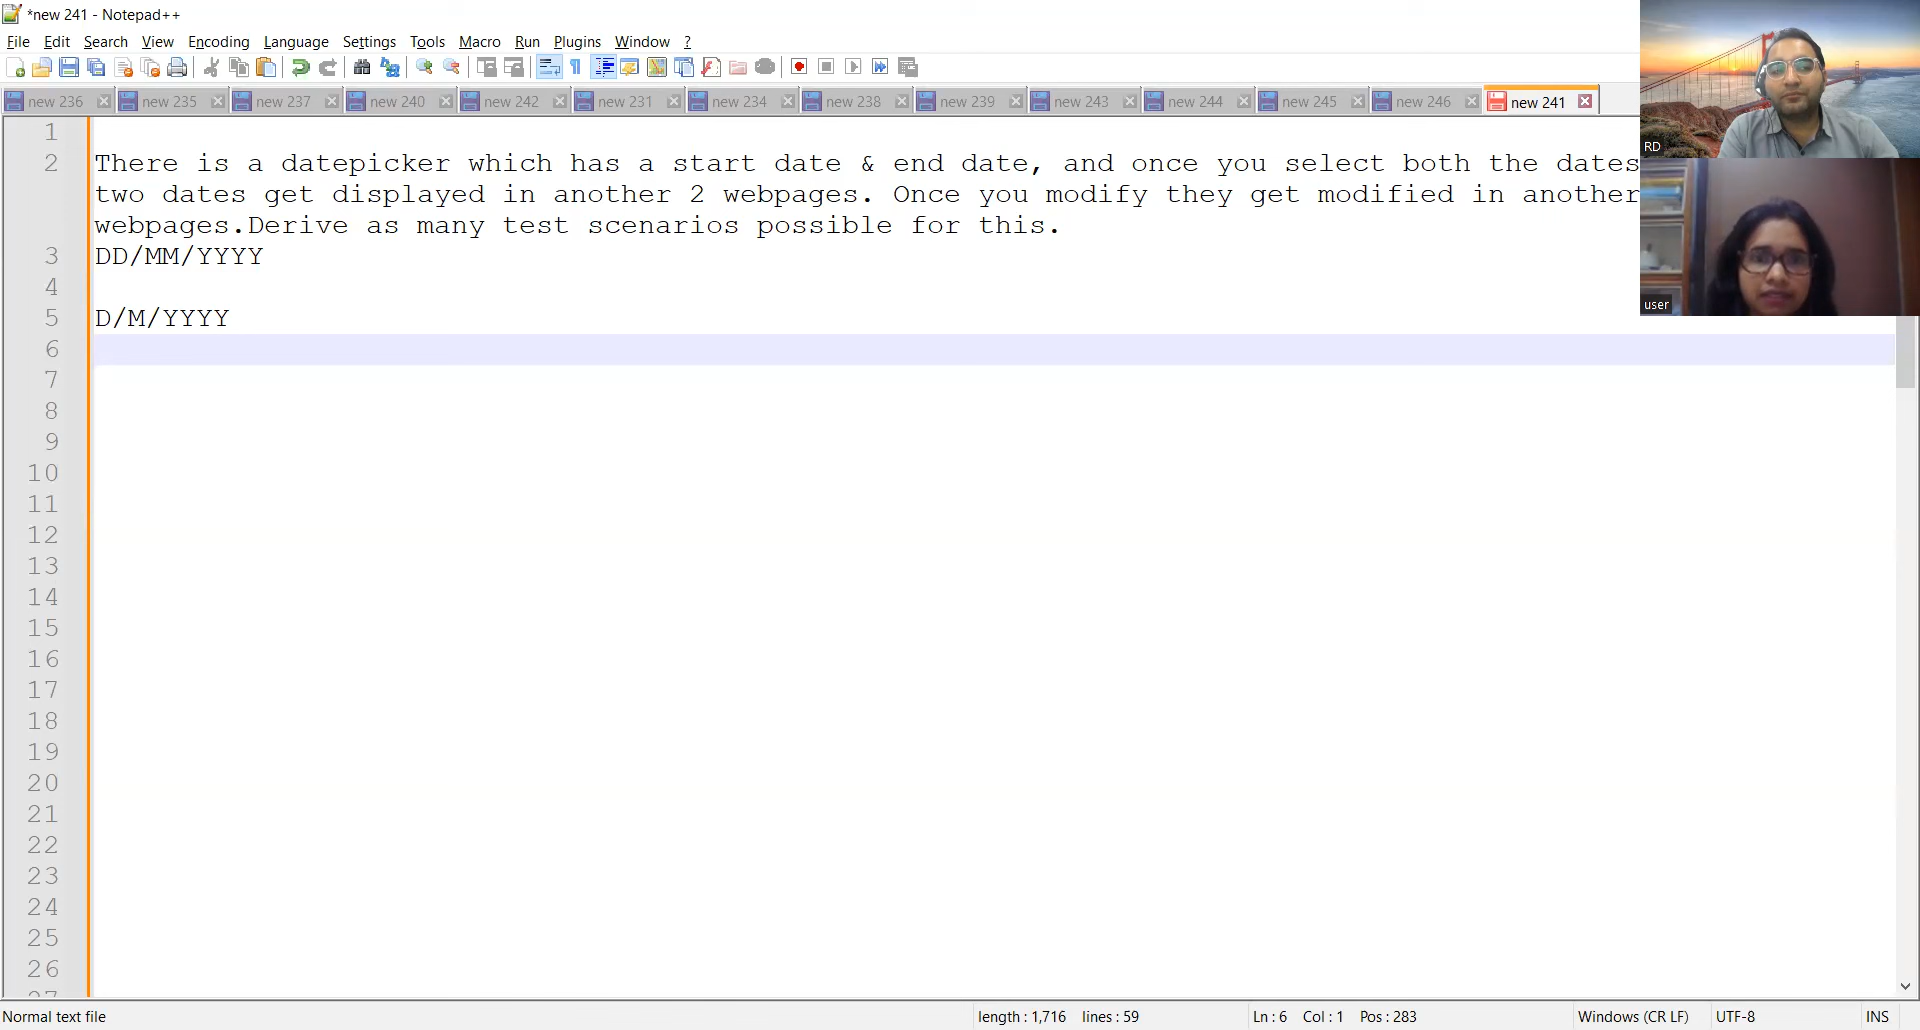 *new 241 - Notepad++
File Edit Search View Encoding Language Settings Tools Macro Run Plugins Window ?
new 236 new 235 new 237 new 240 new 242 new 231 new 234 new 238 new 239 new 243 new 244 new 245 new 246 new 241
RD
user
1
2 There is a datepicker which has a start date & end date, and once you select both the dates
two dates get displayed in another 2 webpages. Once you modify they get modified in another
webpages.Derive as many test scenarios possible for this.
3 DD/MM/YYYY
4
5 D/M/YYYY
6
7
8
9
10
11
12
13
14
15
16
17
18
19
20
21
22
23
24
25
26
Normal text file length : 1,716 lines : 59 Ln : 6 Col : 1 Pos : 283 Windows (CR LF) UTF-8 INS